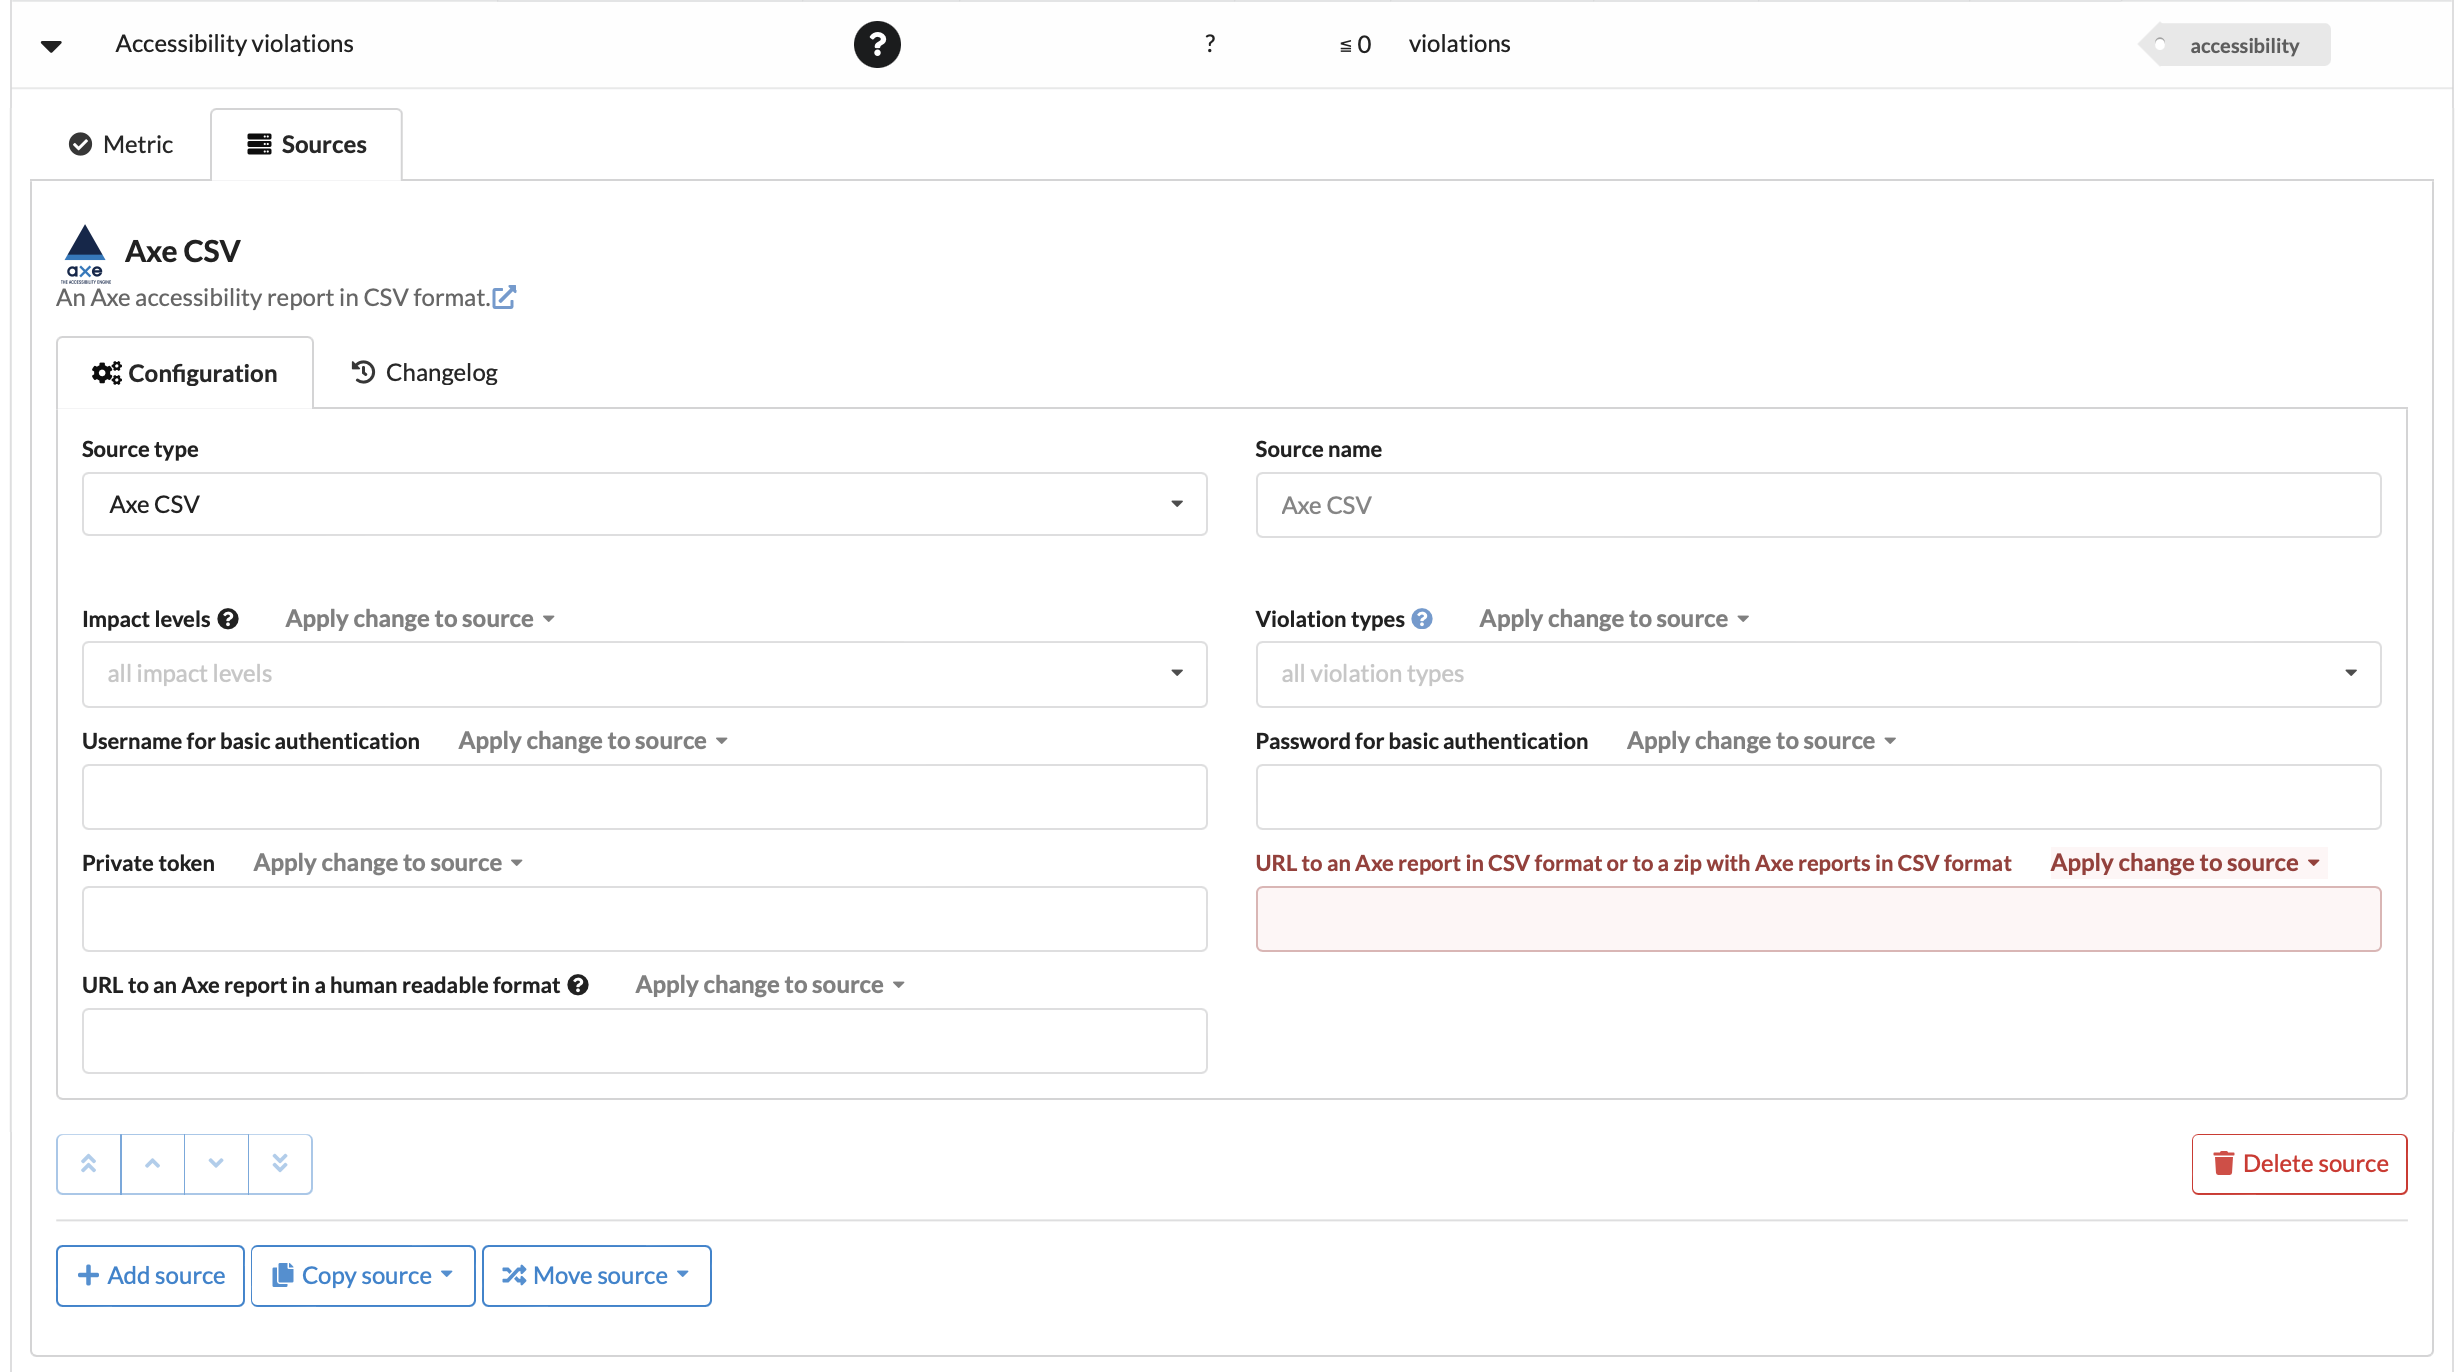 Accessibility violations ? ? ≦ 0 violations accessibility
Metric Sources
axe
THE ACCESSIBILITY ENGINE
Axe CSV
An Axe accessibility report in CSV format.
Configuration Changelog
Source type Source name
Axe CSV Axe CSV
Impact levels ? Apply change to source Violation types ? Apply change to source
all impact levels all violation types
Username for basic authentication Apply change to source Password for basic authentication Apply change to source
Private token Apply change to source URL to an Axe report in CSV format or to a zip with Axe reports in CSV format Apply change to source
URL to an Axe report in a human readable format ? Apply change to source
Delete source
Add source Copy source Move source